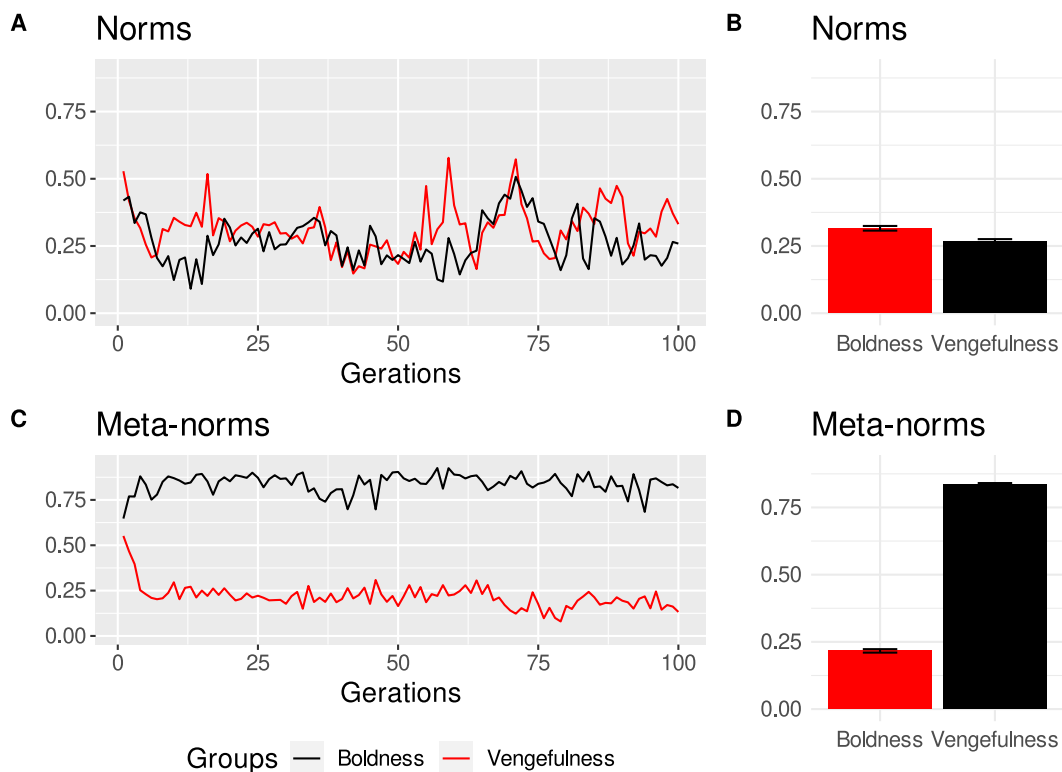 A
Norms
0.75
0.50
0.25
0.00
0
25
50
75
100
Gerations
B
Norms
0.75
0.50
0.25
0.00
Boldness
Vengefulness
C
Meta-norms
0.75
0.50
0.25
0.00
0
25
50
75
100
Gerations
D
Meta-norms
0.75
0.50
0.25
0.00
Boldness
Vengefulness
Groups
Boldness
Vengefulness